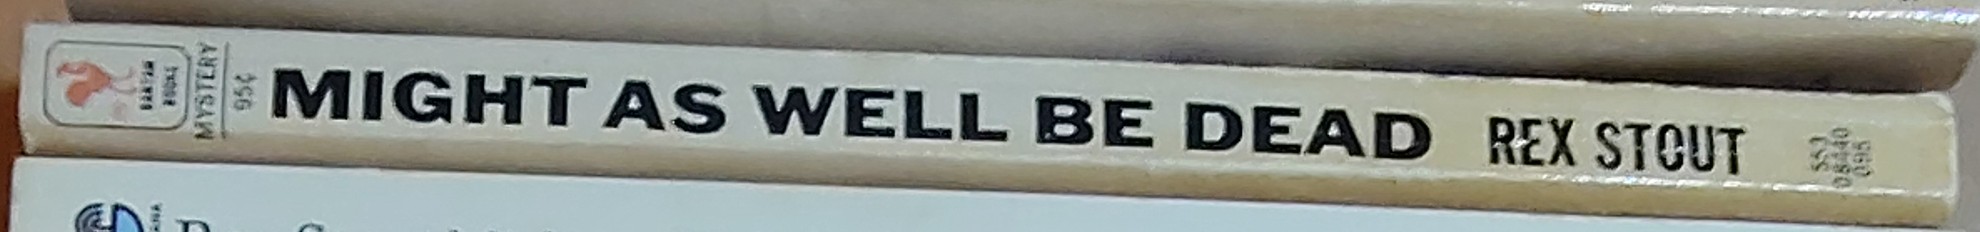 BANTAM
BOOKS
MYSTERY
95¢
MIGHT AS WELL BE DEAD REX STOUT
553
08440
095